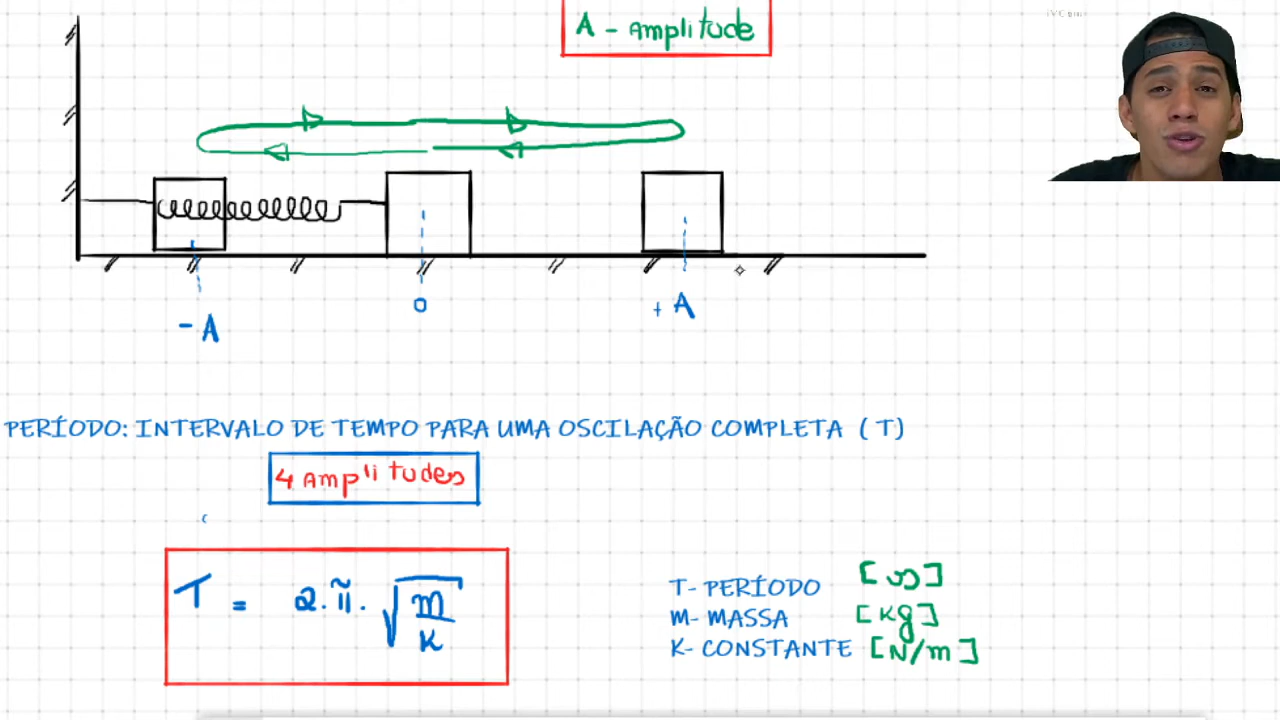 A - Amplitude
- A
0
+ A
PERÍODO: INTERVALO DE TEMPO PARA UMA OSCILAÇÃO COMPLETA ( T)
4 Amplitudes
T = 2.π. √m/k
T- PERÍODO [s]
M- MASSA [kg]
K- CONSTANTE [N/m]